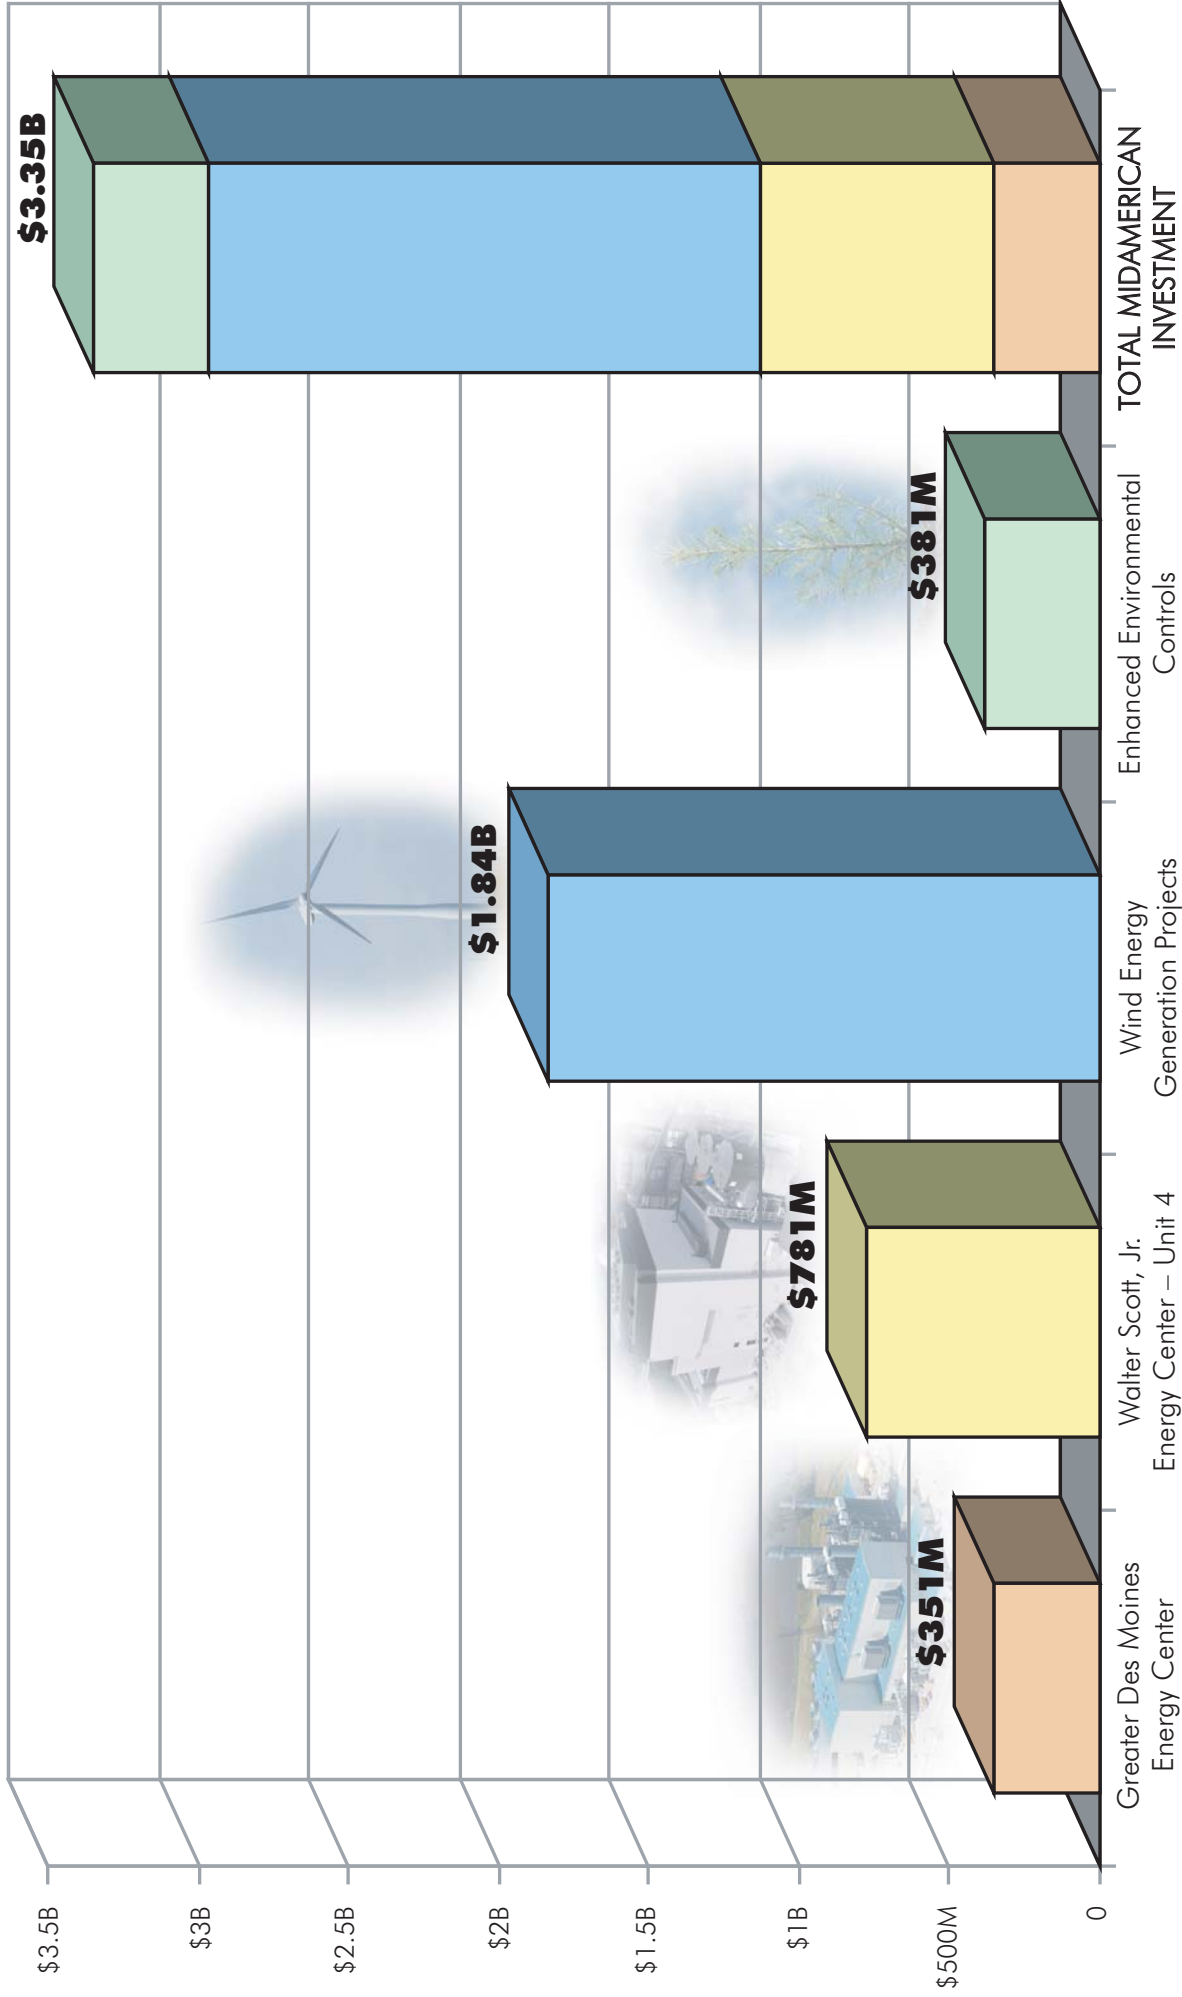 $3.5B
$3B
$2.5B
$2B
$1.5B
$1B
$500M
0
$351M
$781M
$1.84B
$381M
$3.35B
Greater Des Moines
Energy Center
Walter Scott, Jr.
Energy Center – Unit 4
Wind Energy
Generation Projects
Enhanced Environmental
Controls
TOTAL MIDAMERICAN
INVESTMENT